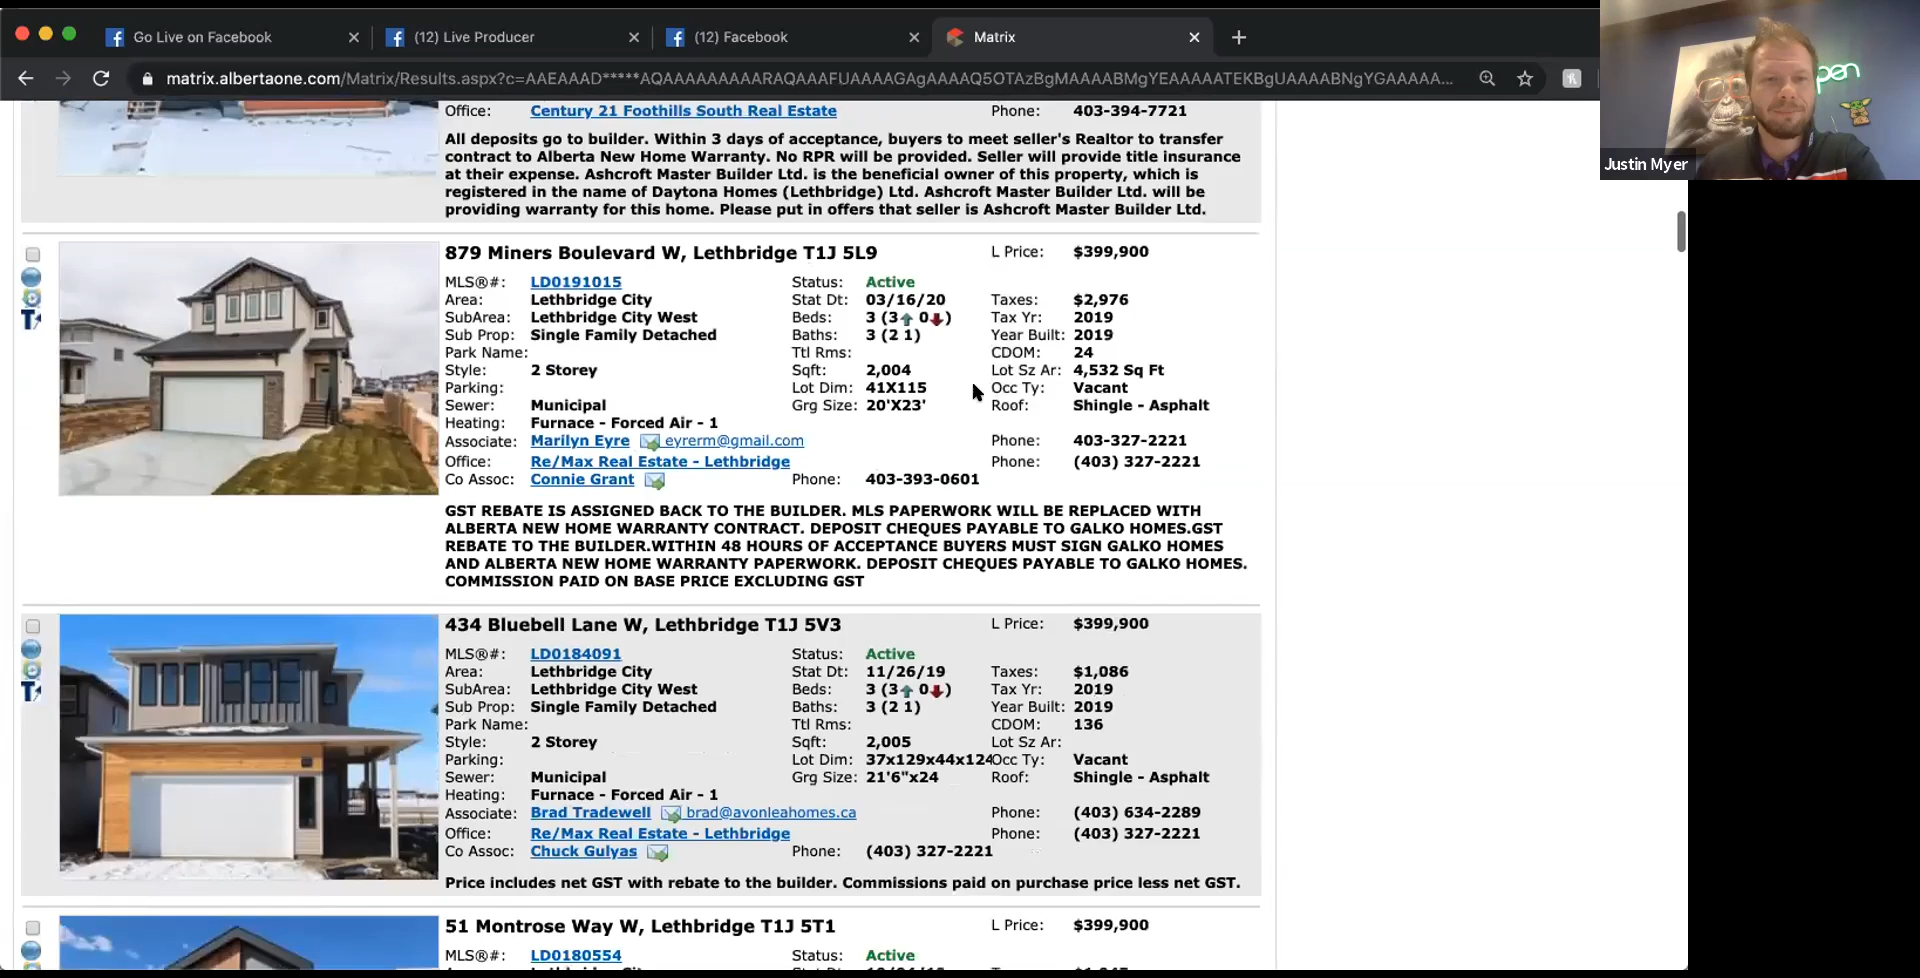 Go Live on Facebook
(12) Live Producer
(12) Facebook
Matrix
matrix.albertaone.com/Matrix/Results.aspx?c=AAEAAAD*****AQAAAAAAAAARAQAAAFUAAAAGAgAAAAQ5OTAzBgMAAAABMgYEAAAAATEKBgUAAAABNgYGAAAAA...
pen
Justin Myer
Office: Century 21 Foothills South Real Estate Phone: 403-394-7721
All deposits go to builder. Within 3 days of acceptance, buyers to meet seller's Realtor to transfer
contract to Alberta New Home Warranty. No RPR will be provided. Seller will provide title insurance
at their expense. Ashcroft Master Builder Ltd. is the beneficial owner of this property, which is
registered in the name of Daytona Homes (Lethbridge) Ltd. Ashcroft Master Builder Ltd. will be
providing warranty for this home. Please put in offers that seller is Ashcroft Master Builder Ltd.
879 Miners Boulevard W, Lethbridge T1J 5L9 L Price: $399,900
MLS®#: LD0191015 Status: Active
Area: Lethbridge City Stat Dt: 03/16/20 Taxes: $2,976
SubArea: Lethbridge City West Beds: 3 (3 0) Tax Yr: 2019
Sub Prop: Single Family Detached Baths: 3 (2 1) Year Built: 2019
Park Name: Ttl Rms: CDOM: 24
Style: 2 Storey Sqft: 2,004 Lot Sz Ar: 4,532 Sq Ft
Parking: Lot Dim: 41X115 Occ Ty: Vacant
Sewer: Municipal Grg Size: 20'X23' Roof: Shingle - Asphalt
Heating: Furnace - Forced Air - 1
Associate: Marilyn Eyre eyrerm@gmail.com Phone: 403-327-2221
Office: Re/Max Real Estate - Lethbridge Phone: (403) 327-2221
Co Assoc: Connie Grant Phone: 403-393-0601
GST REBATE IS ASSIGNED BACK TO THE BUILDER. MLS PAPERWORK WILL BE REPLACED WITH
ALBERTA NEW HOME WARRANTY CONTRACT. DEPOSIT CHEQUES PAYABLE TO GALKO HOMES.GST
REBATE TO THE BUILDER.WITHIN 48 HOURS OF ACCEPTANCE BUYERS MUST SIGN GALKO HOMES
AND ALBERTA NEW HOME WARRANTY PAPERWORK. DEPOSIT CHEQUES PAYABLE TO GALKO HOMES.
COMMISSION PAID ON BASE PRICE EXCLUDING GST
434 Bluebell Lane W, Lethbridge T1J 5V3 L Price: $399,900
MLS®#: LD0184091 Status: Active
Area: Lethbridge City Stat Dt: 11/26/19 Taxes: $1,086
SubArea: Lethbridge City West Beds: 3 (3 0) Tax Yr: 2019
Sub Prop: Single Family Detached Baths: 3 (2 1) Year Built: 2019
Park Name: Ttl Rms: CDOM: 136
Style: 2 Storey Sqft: 2,005 Lot Sz Ar:
Parking: Lot Dim: 37x129x44x124 Occ Ty: Vacant
Sewer: Municipal Grg Size: 21'6"x24 Roof: Shingle - Asphalt
Heating: Furnace - Forced Air - 1
Associate: Brad Tradewell brad@avonleahomes.ca Phone: (403) 634-2289
Office: Re/Max Real Estate - Lethbridge Phone: (403) 327-2221
Co Assoc: Chuck Gulyas Phone: (403) 327-2221
Price includes net GST with rebate to the builder. Commissions paid on purchase price less net GST.
51 Montrose Way W, Lethbridge T1J 5T1 L Price: $399,900
MLS®#: LD0180554 Status: Active